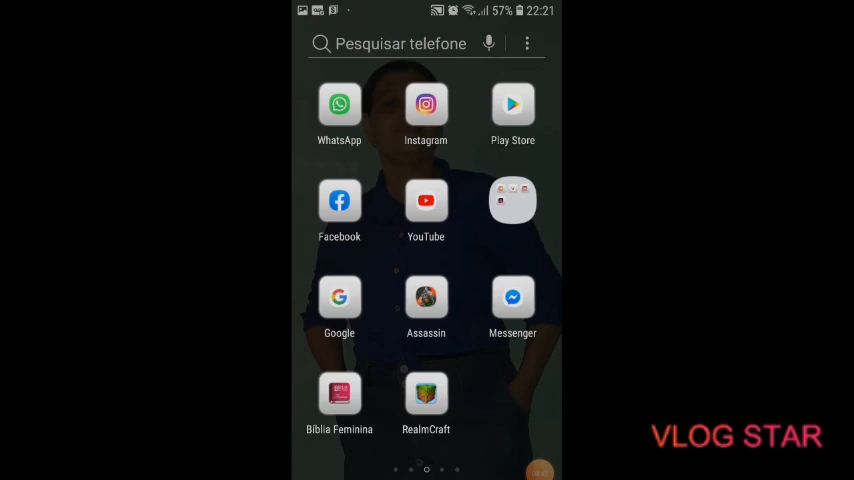 57% 22:21
Pesquisar telefone
WhatsApp
Instagram
Play Store
Facebook
YouTube
Google
Assassin
Messenger
Bíblia Feminina
RealmCraft
VLOG STAR